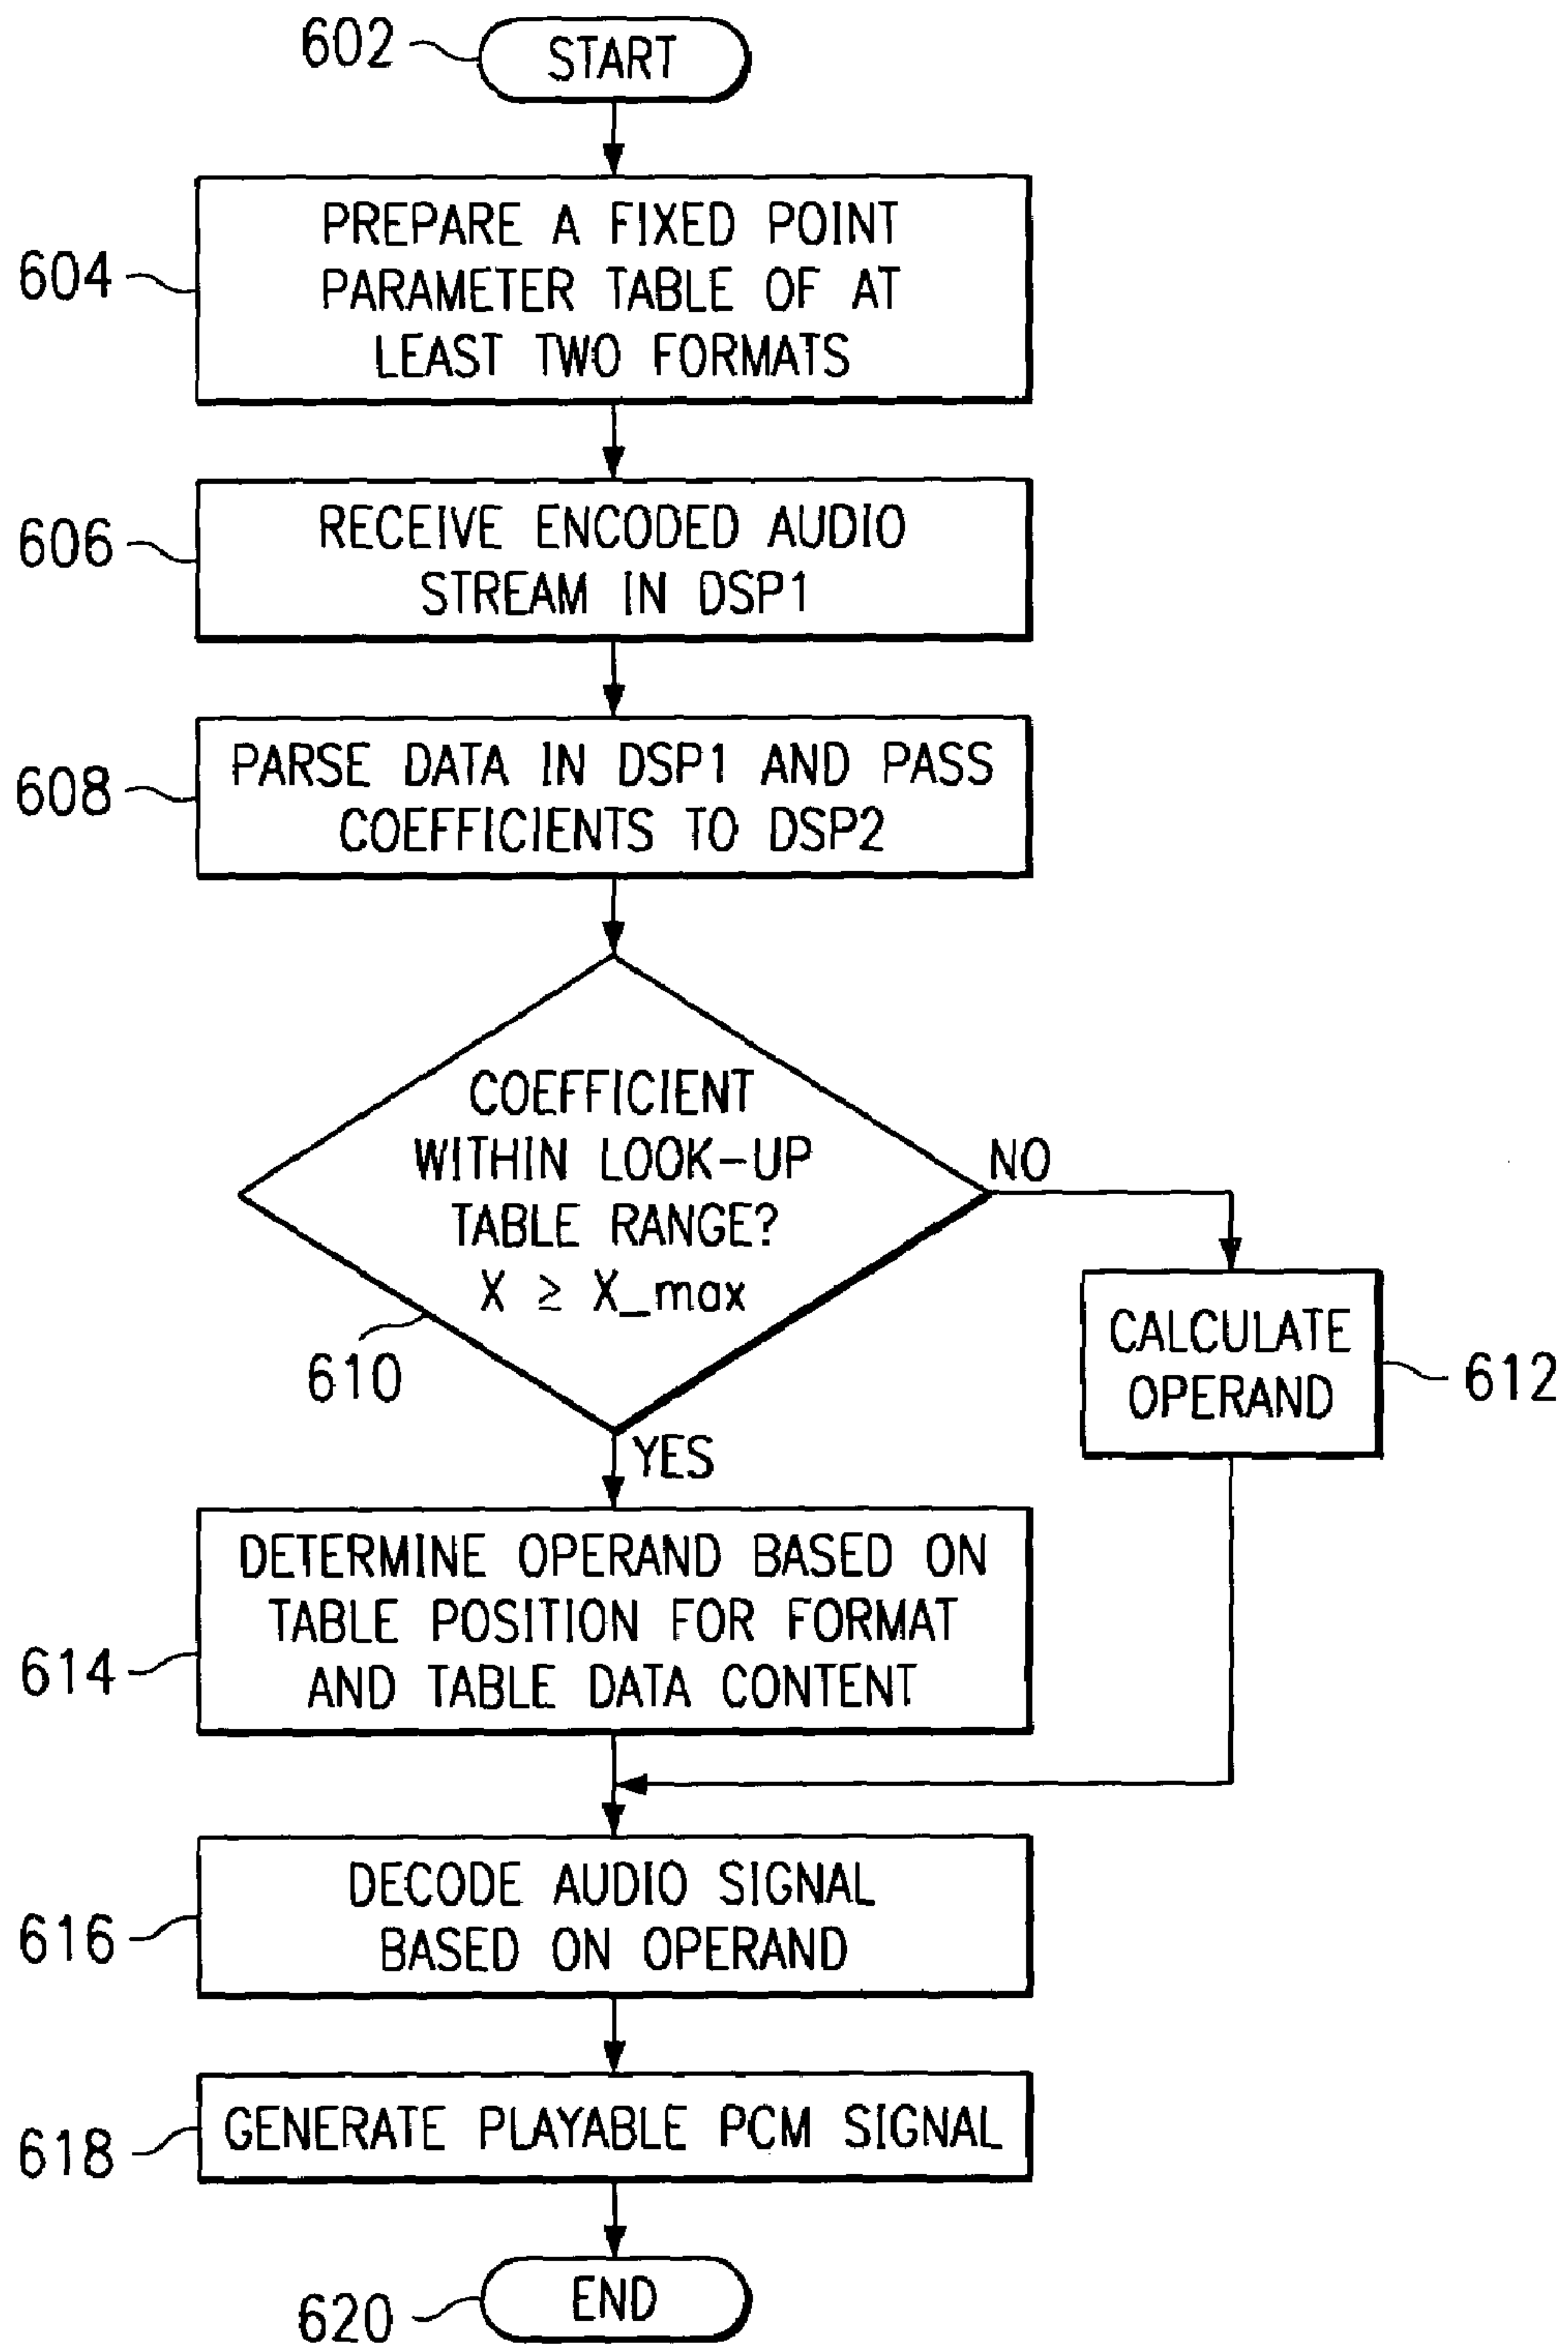 602
START
604
PREPARE A FIXED POINT
PARAMETER TABLE OF AT
LEAST TWO FORMATS
606
RECEIVE ENCODED AUDIO
STREAM IN DSP1
608
PARSE DATA IN DSP1 AND PASS
COEFFICIENTS TO DSP2
COEFFICIENT
WITHIN LOOK-UP
TABLE RANGE?
X ≥ X_max
610
NO
YES
CALCULATE
OPERAND
612
614
DETERMINE OPERAND BASED ON
TABLE POSITION FOR FORMAT
AND TABLE DATA CONTENT
616
DECODE AUDIO SIGNAL
BASED ON OPERAND
618
GENERATE PLAYABLE PCM SIGNAL
620
END